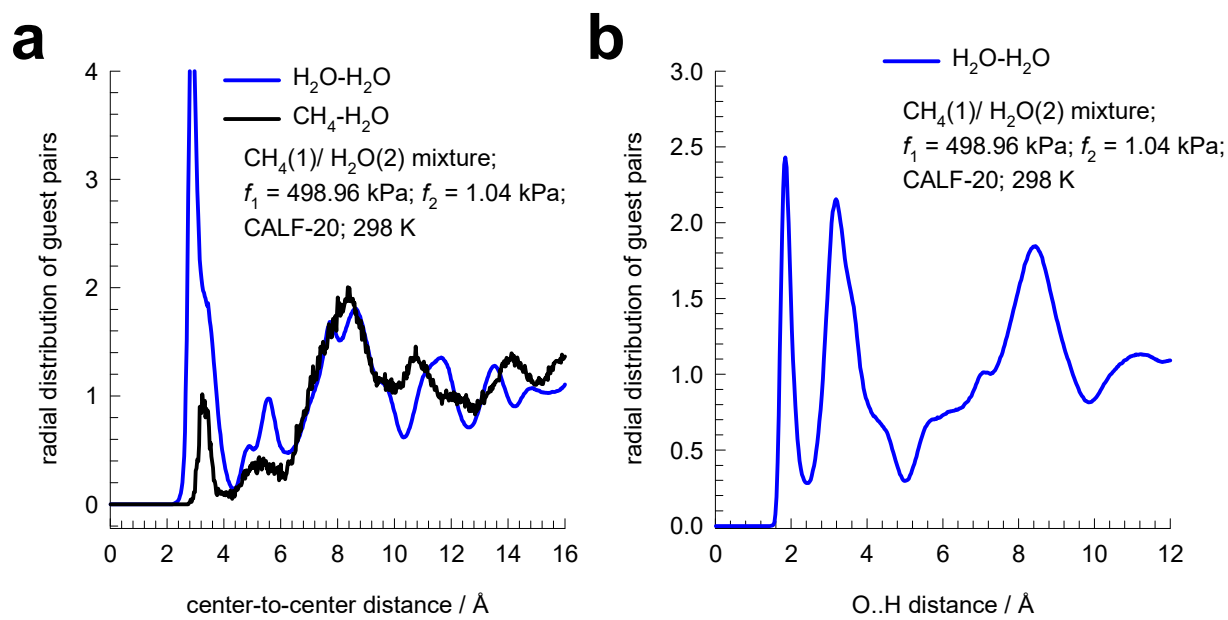 a
4
3
2
1
0
radial distribution of guest pairs
H₂O-H₂O
CH₄-H₂O
CH₄(1)/ H₂O(2) mixture;
f₁ = 498.96 kPa; f₂ = 1.04 kPa;
CALF-20; 298 K
0 2 4 6 8 10 12 14 16
center-to-center distance / Å
b
3.0
2.5
2.0
1.5
1.0
0.5
0.0
radial distribution of guest pairs
H₂O-H₂O
CH₄(1)/ H₂O(2) mixture;
f₁ = 498.96 kPa; f₂ = 1.04 kPa;
CALF-20; 298 K
0 2 4 6 8 10 12
O..H distance / Å